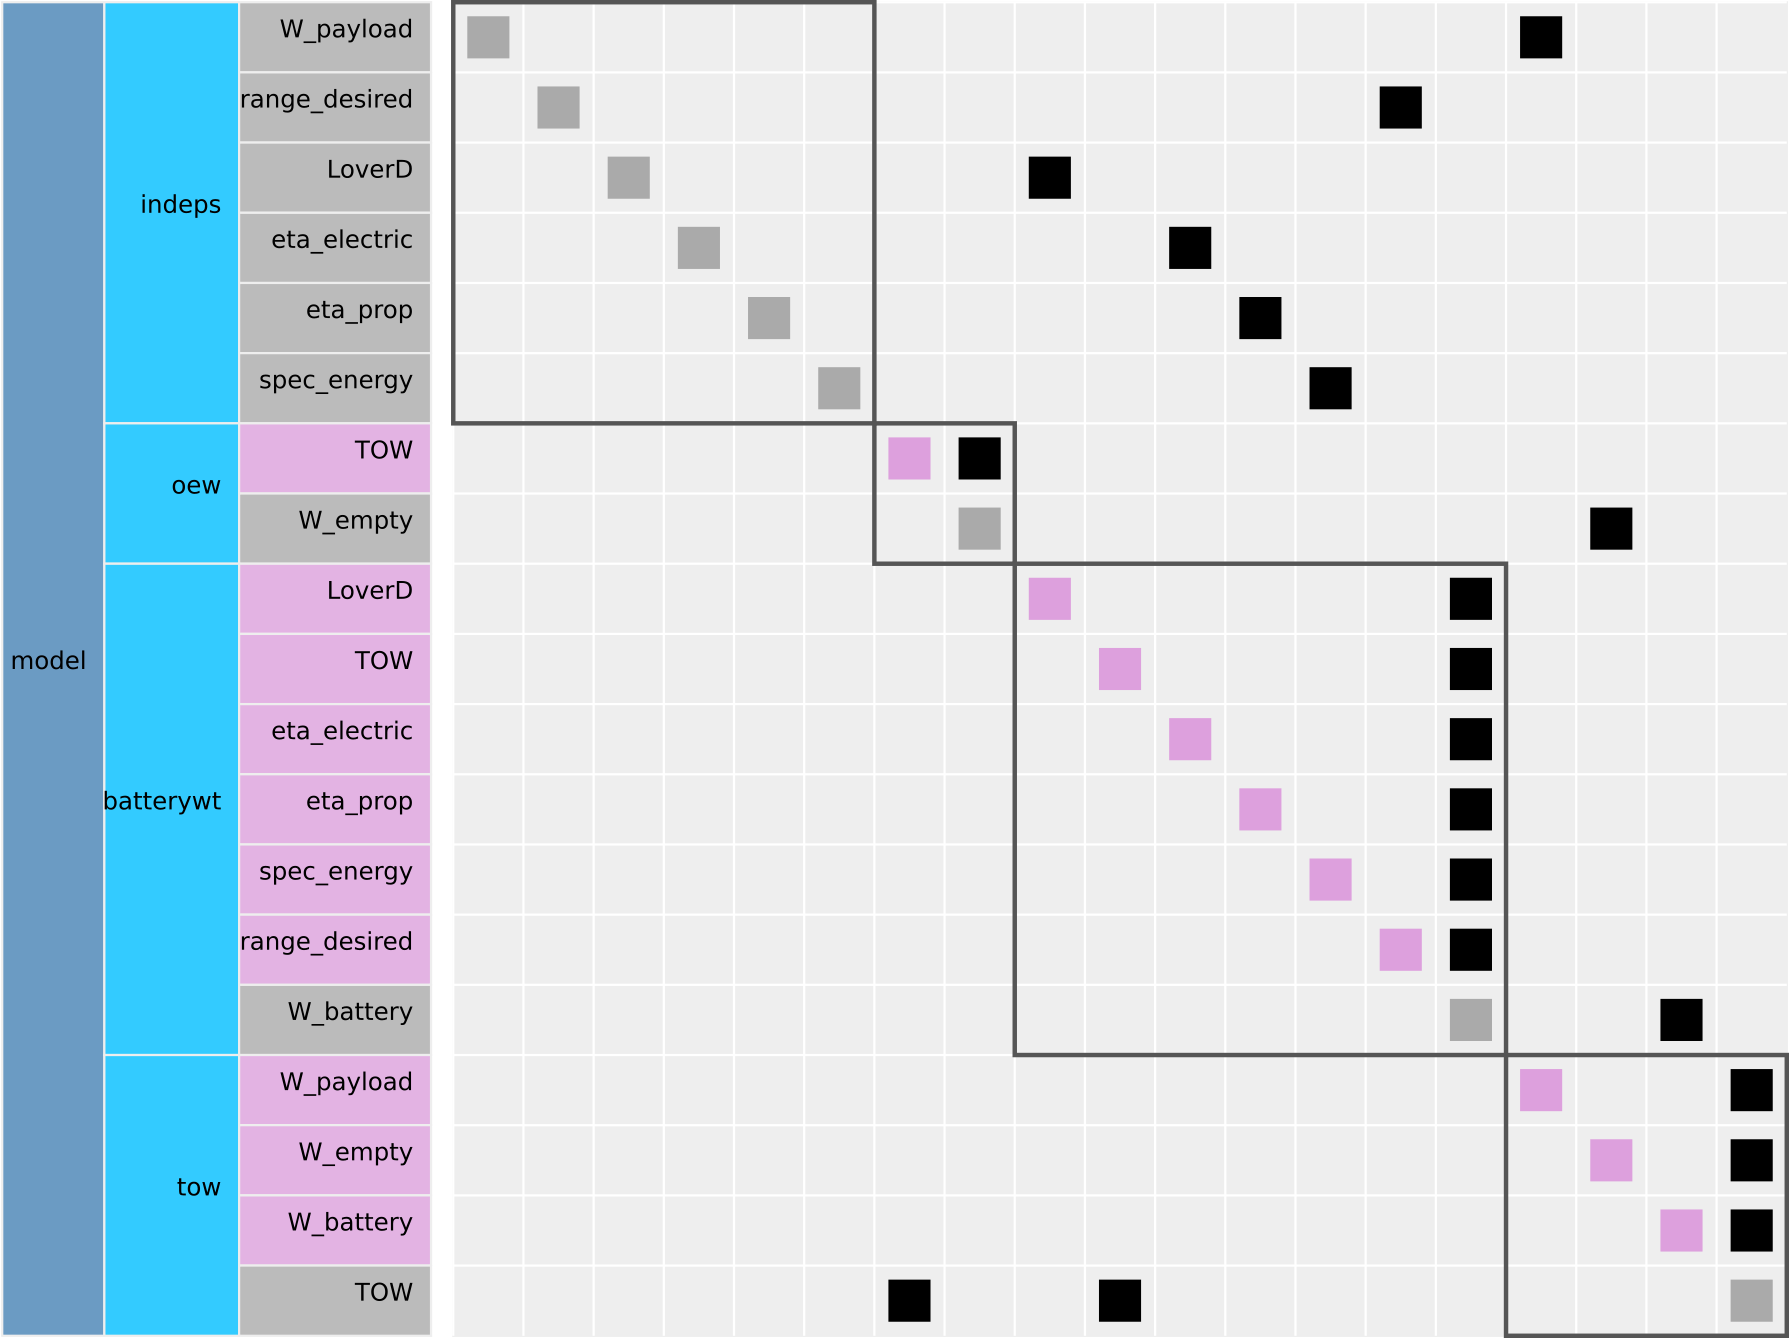 model
indeps
W_payload
range_desired
LoverD
eta_electric
eta_prop
spec_energy
oew
TOW
W_empty
batterywt
LoverD
TOW
eta_electric
eta_prop
spec_energy
range_desired
W_battery
tow
W_payload
W_empty
W_battery
TOW